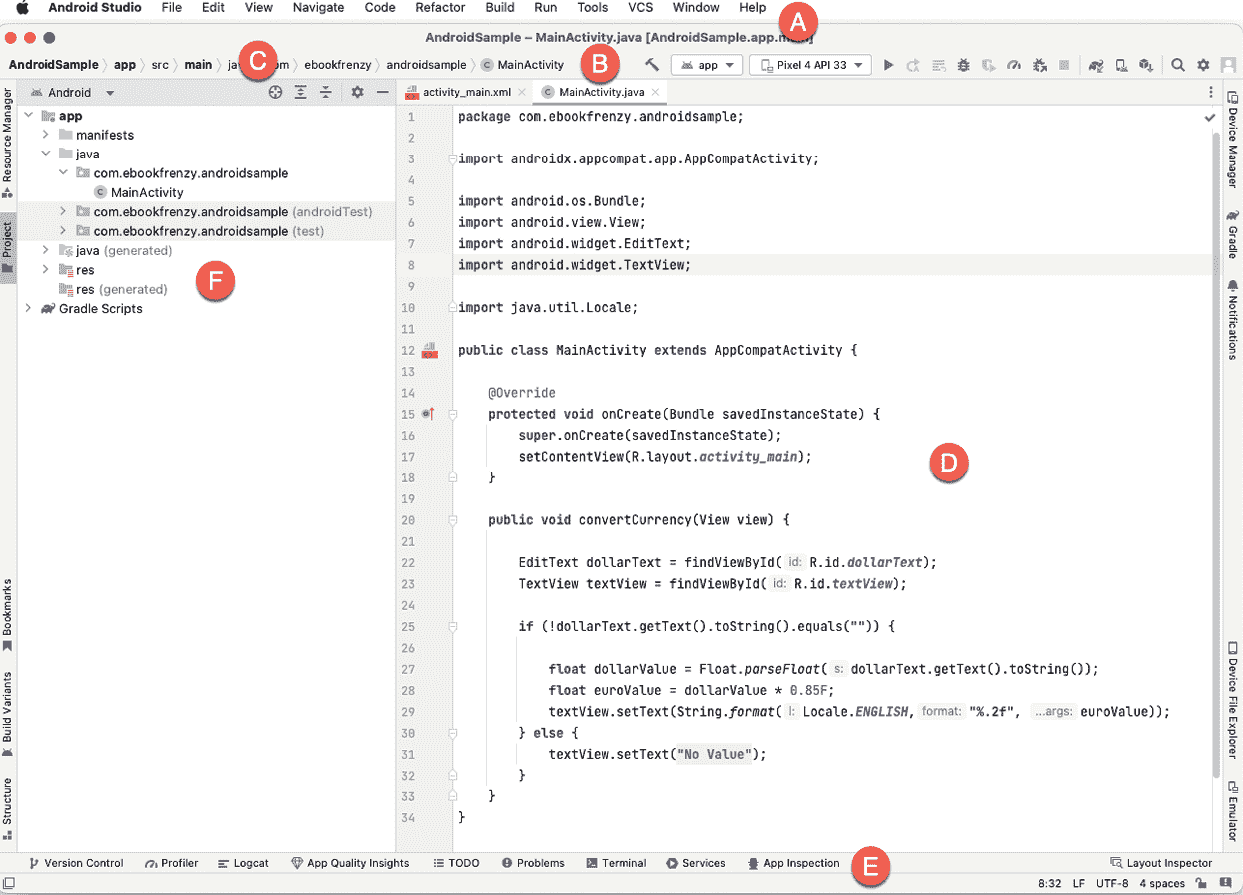 Android Studio File Edit View Navigate Code Refactor Build Run Tools VCS Window Help
A
AndroidSample – MainActivity.java [AndroidSample.app.main]
AndroidSample app src main C ebookfrenzy androidsample C MainActivity B app Pixel 4 API 33
Android
activity_main.xml C MainActivity.java
Resource Manager
Project
Bookmarks
Build Variants
Structure
app
manifests
java
com.ebookfrenzy.androidsample
C MainActivity
com.ebookfrenzy.androidsample (androidTest)
com.ebookfrenzy.androidsample (test)
java (generated)
res
res (generated)
Gradle Scripts
F
1 package com.ebookfrenzy.androidsample;
2
3 import androidx.appcompat.app.AppCompatActivity;
4
5 import android.os.Bundle;
6 import android.view.View;
7 import android.widget.EditText;
8 import android.widget.TextView;
9
10 import java.util.Locale;
11
12 public class MainActivity extends AppCompatActivity {
13
14 @Override
15 protected void onCreate(Bundle savedInstanceState) {
16 super.onCreate(savedInstanceState);
17 setContentView(R.layout.activity_main);
18 }
19
20 public void convertCurrency(View view) {
21
22 EditText dollarText = findViewById( id: R.id.dollarText);
23 TextView textView = findViewById( id: R.id.textView);
24
25 if (!dollarText.getText().toString().equals("")) {
26
27 float dollarValue = Float.parseFloat( s: dollarText.getText().toString());
28 float euroValue = dollarValue * 0.85F;
29 textView.setText(String.format( l: Locale.ENGLISH, format: "%.2f", ...args: euroValue));
30 } else {
31 textView.setText("No Value");
32 }
33 }
34 }
D
Device Manager
Gradle
Notifications
Device File Explorer
Emulator
Version Control Profiler Logcat App Quality Insights TODO Problems Terminal Services App Inspection E Layout Inspector
8:32 LF UTF-8 4 spaces